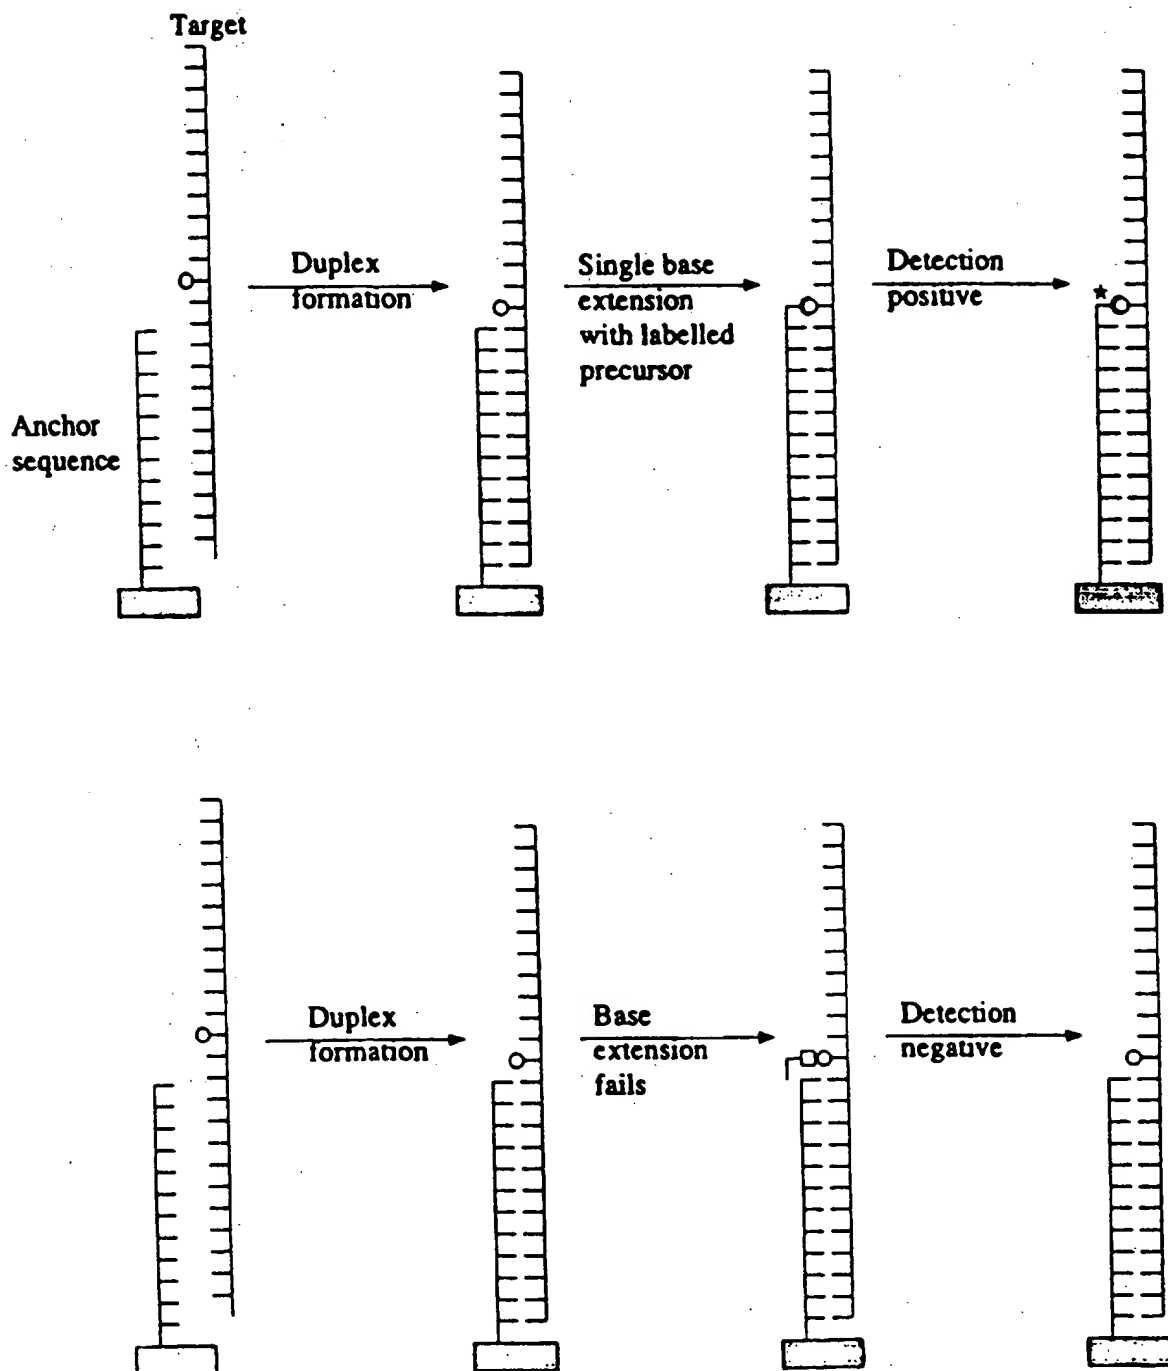 Target
Duplex
formation
Single base
extension
with labelled
precursor
Detection
positive
Anchor
sequence
Duplex
formation
Base
extension
fails
Detection
negative